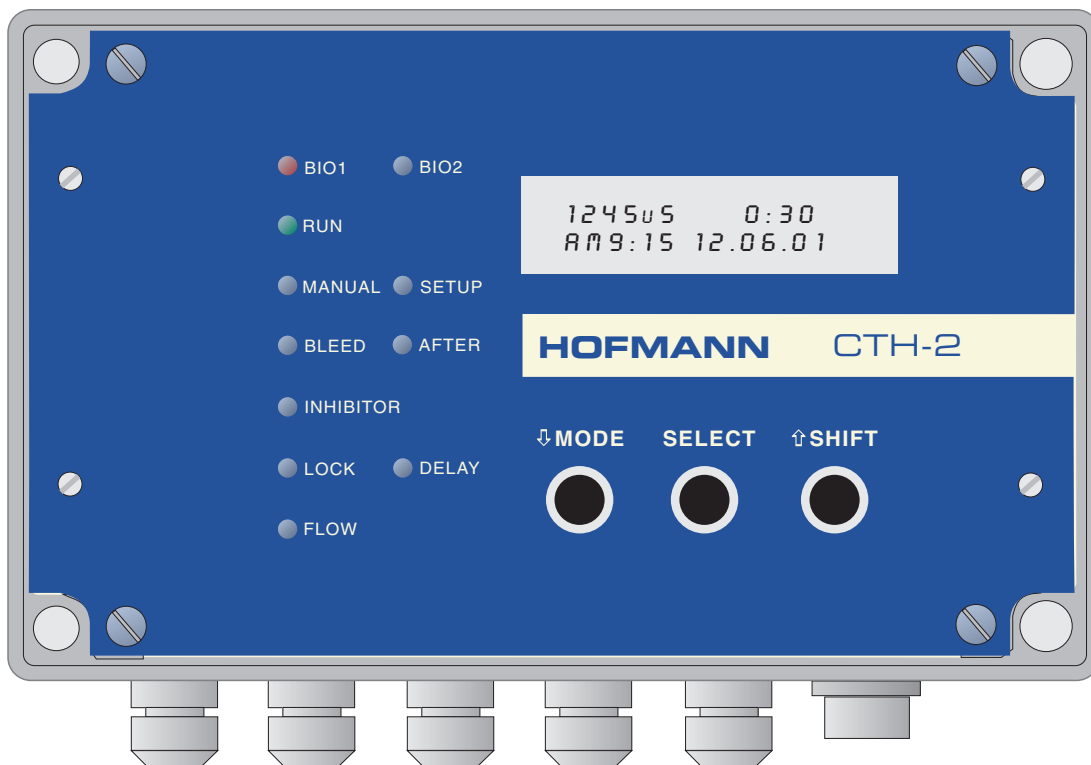 BIO1 BIO2
RUN
MANUAL SETUP
BLEED AFTER
INHIBITOR
LOCK DELAY
FLOW
1245uS 0:30
AM9:15 12.06.01
HOFMANN CTH-2
⇩MODE SELECT ⇧SHIFT